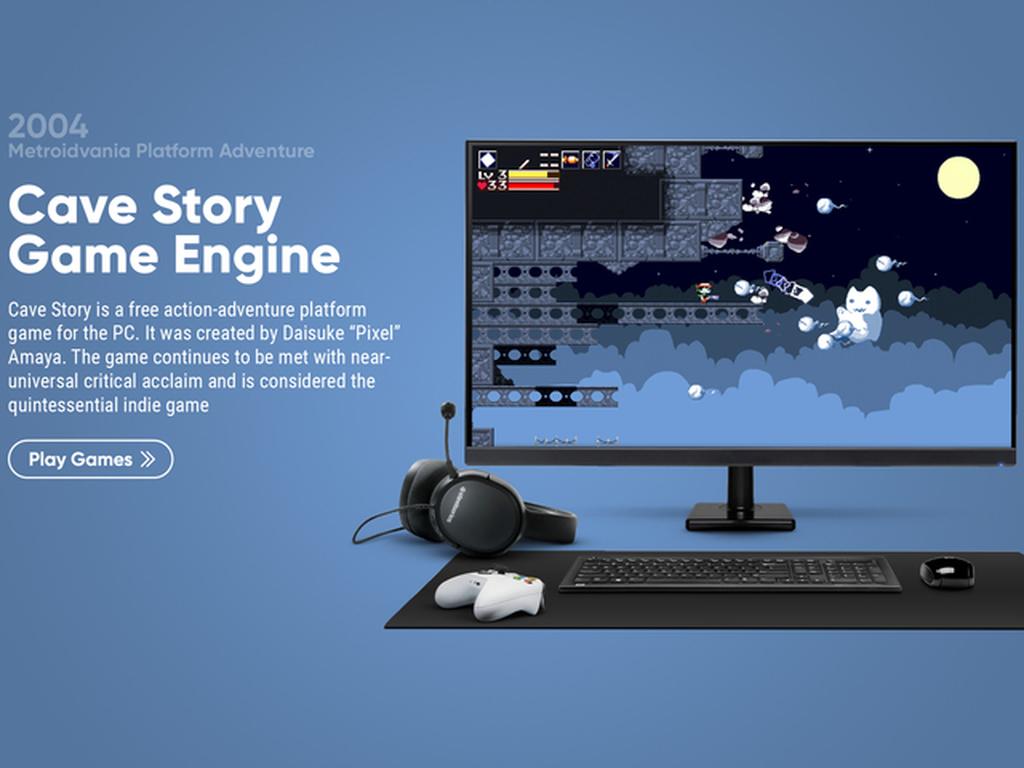 2004
Metroidvania Platform Adventure
Cave Story
Game Engine
Cave Story is a free action-adventure platform
game for the PC. It was created by Daisuke “Pixel”
Amaya. The game continues to be met with near-
universal critical acclaim and is considered the
quintessential indie game
Play Games
Lv 3
33